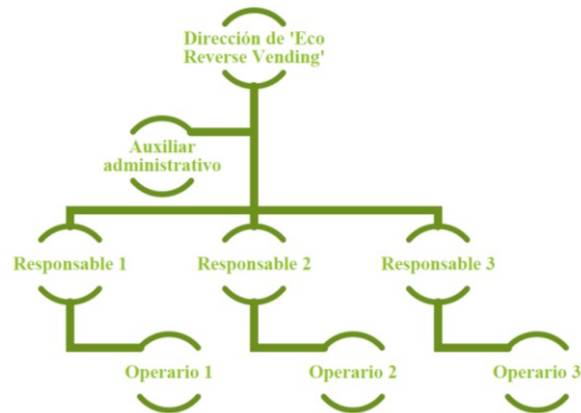 Dirección de 'Eco
Reverse Vending'
Auxiliar
administrativo
Responsable 1
Responsable 2
Responsable 3
Operario 1
Operario 2
Operario 3